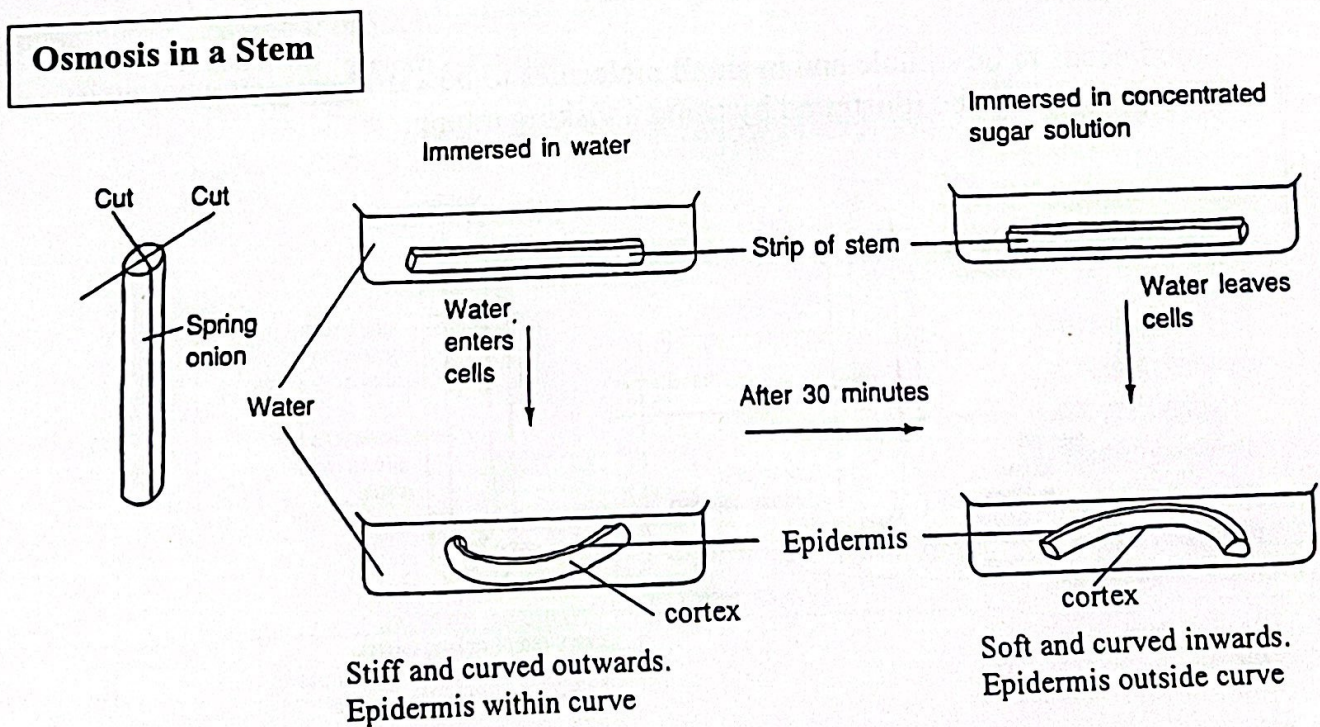 Osmosis in a Stem
Immersed in water
Immersed in concentrated
sugar solution
Cut
Cut
Strip of stem
Spring
onion
Water
enters
cells
Water leaves
cells
Water
After 30 minutes
Epidermis
cortex
cortex
Stiff and curved outwards.
Epidermis within curve
Soft and curved inwards.
Epidermis outside curve